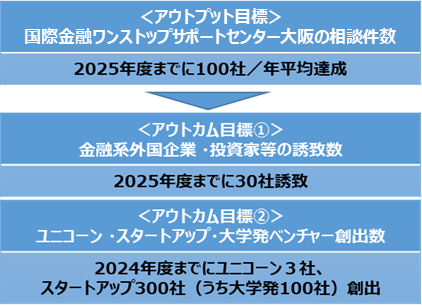 ＜アウトプット目標＞
国際金融ワンストップサポートセンター大阪の相談件数
2025年度までに100社／年平均達成
＜アウトカム目標①＞
金融系外国企業・投資家等の誘致数
2025年度までに30社誘致
＜アウトカム目標②＞
ユニコーン・スタートアップ・大学発ベンチャー創出数
2024年度までにユニコーン３社、
スタートアップ300社（うち大学発100社）創出